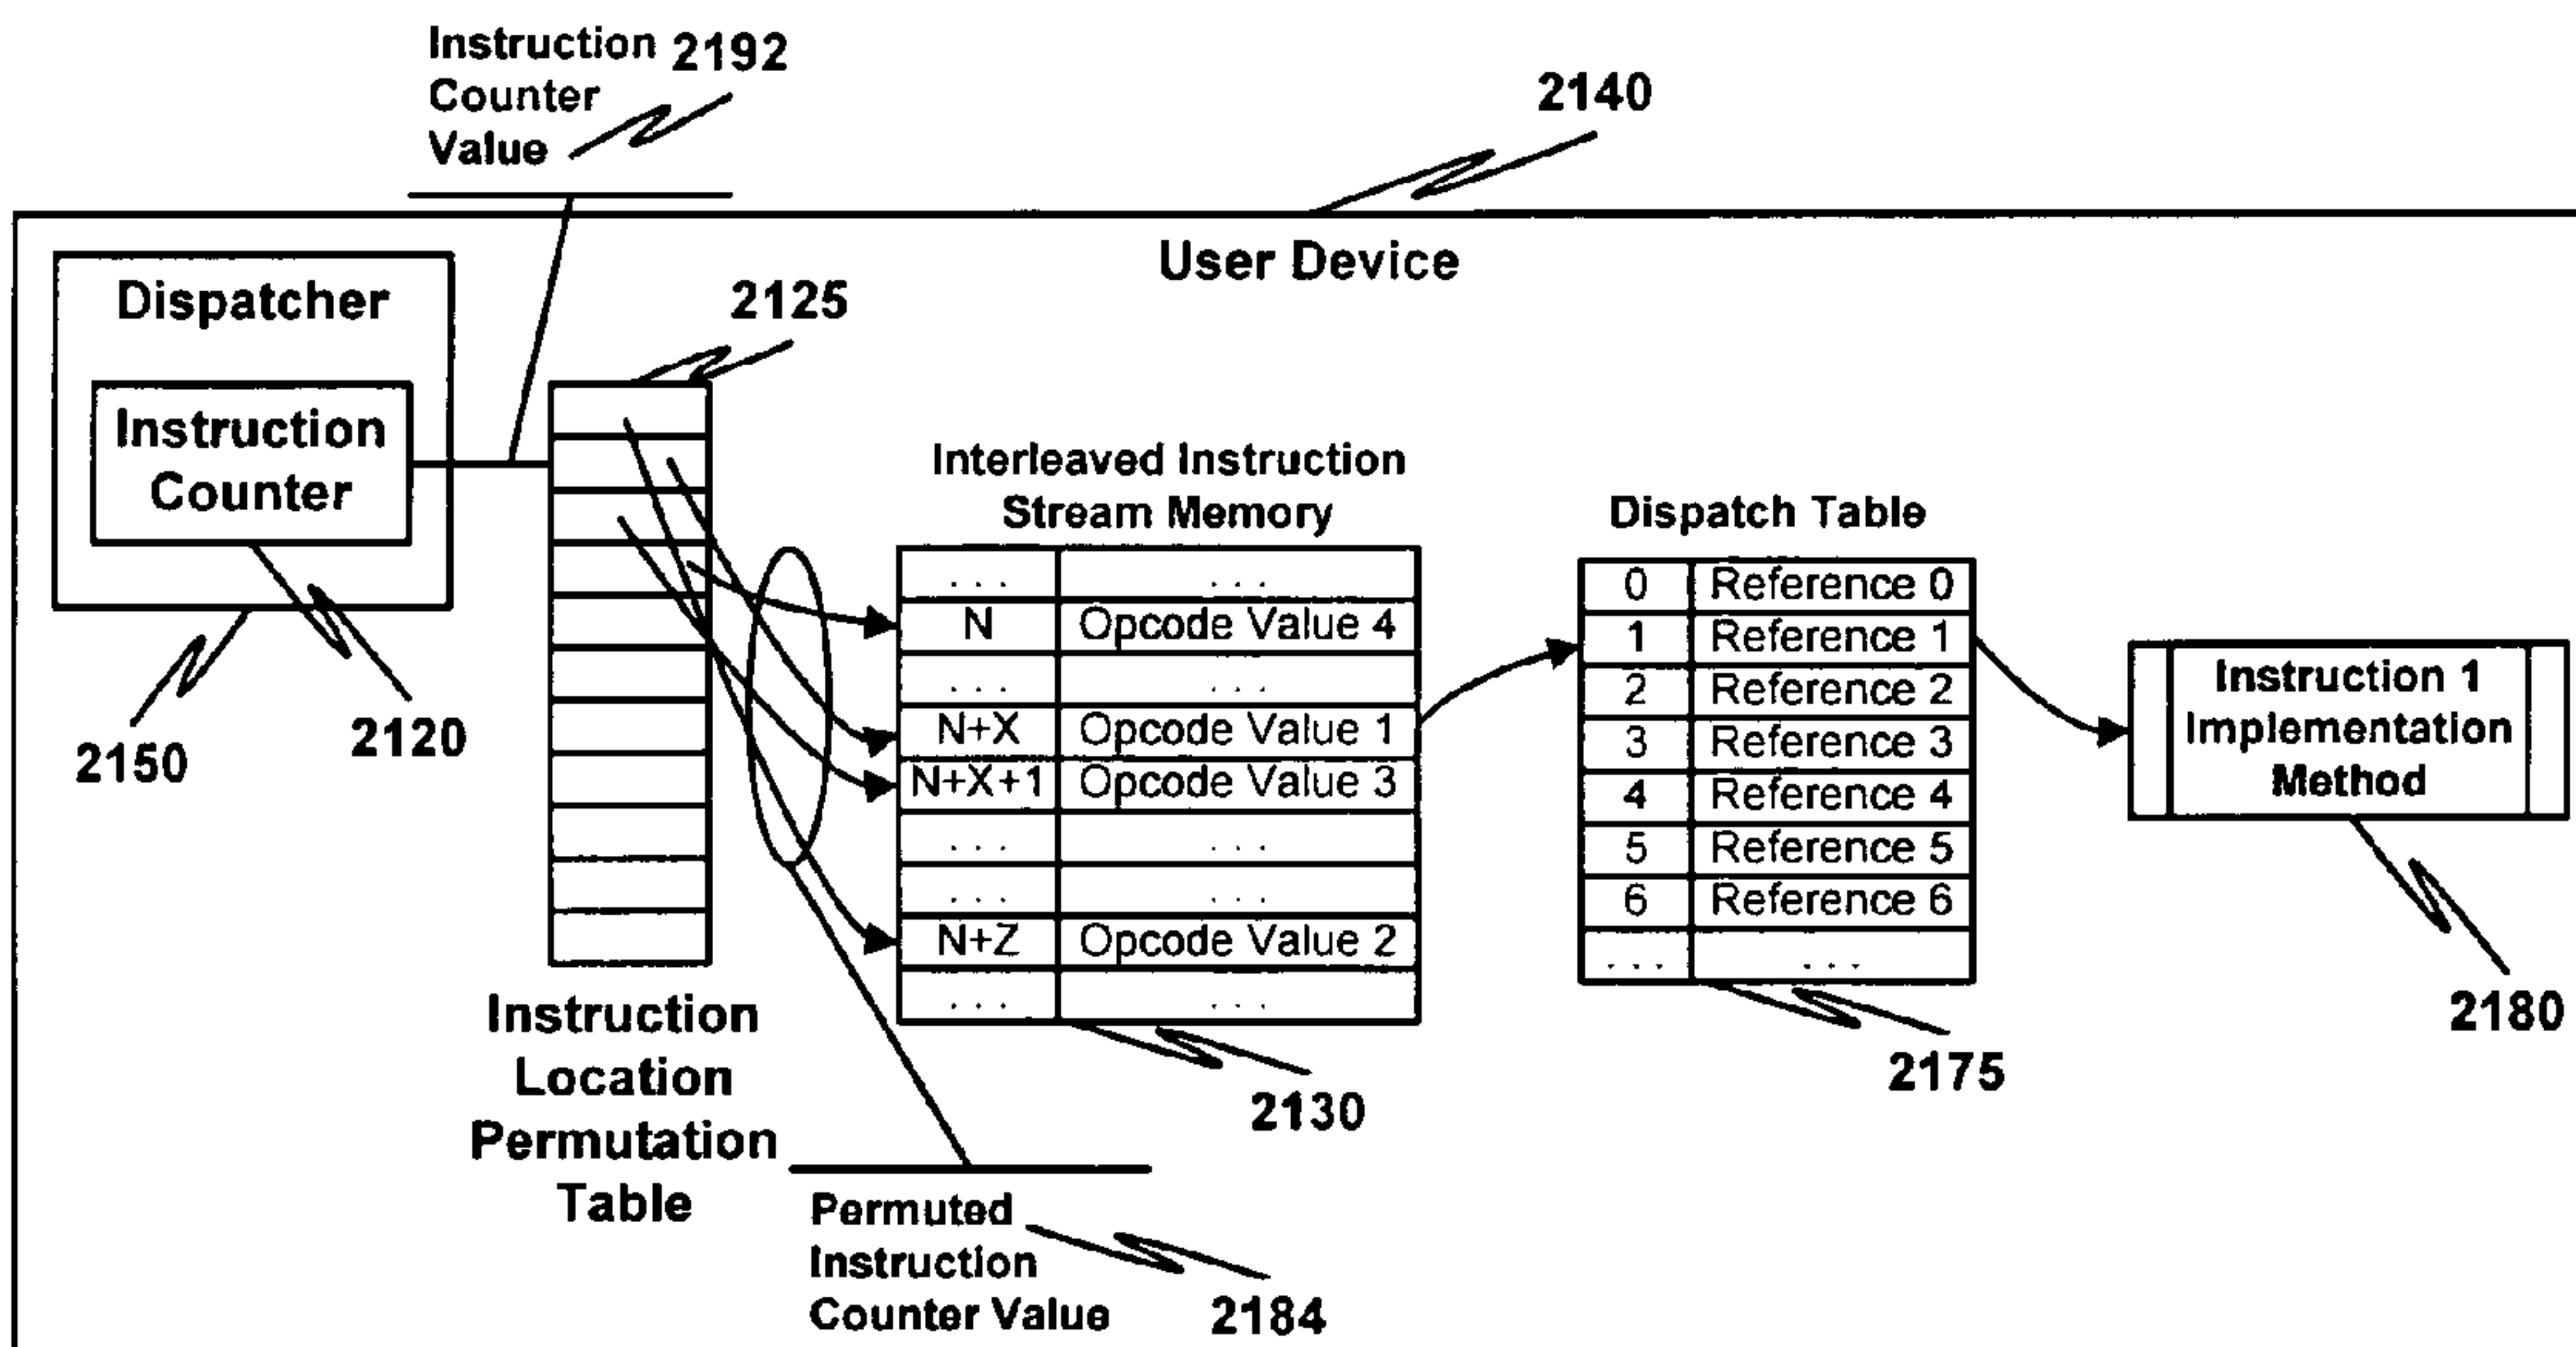 Instruction 2192
Counter
Value
2140
User Device
Dispatcher
2125
Instruction
Counter
2120
2150
Interleaved Instruction
Stream Memory
. . . . . .
N Opcode Value 4
. . . . . .
N+X Opcode Value 1
N+X+1 Opcode Value 3
. . . . . .
. . . . . .
N+Z Opcode Value 2
. . . . . .
2130
Dispatch Table
0 Reference 0
1 Reference 1
2 Reference 2
3 Reference 3
4 Reference 4
5 Reference 5
6 Reference 6
. . . . . .
2175
Instruction 1
Implementation
Method
2180
Instruction
Location
Permutation
Table
Permuted
Instruction
Counter Value
2184